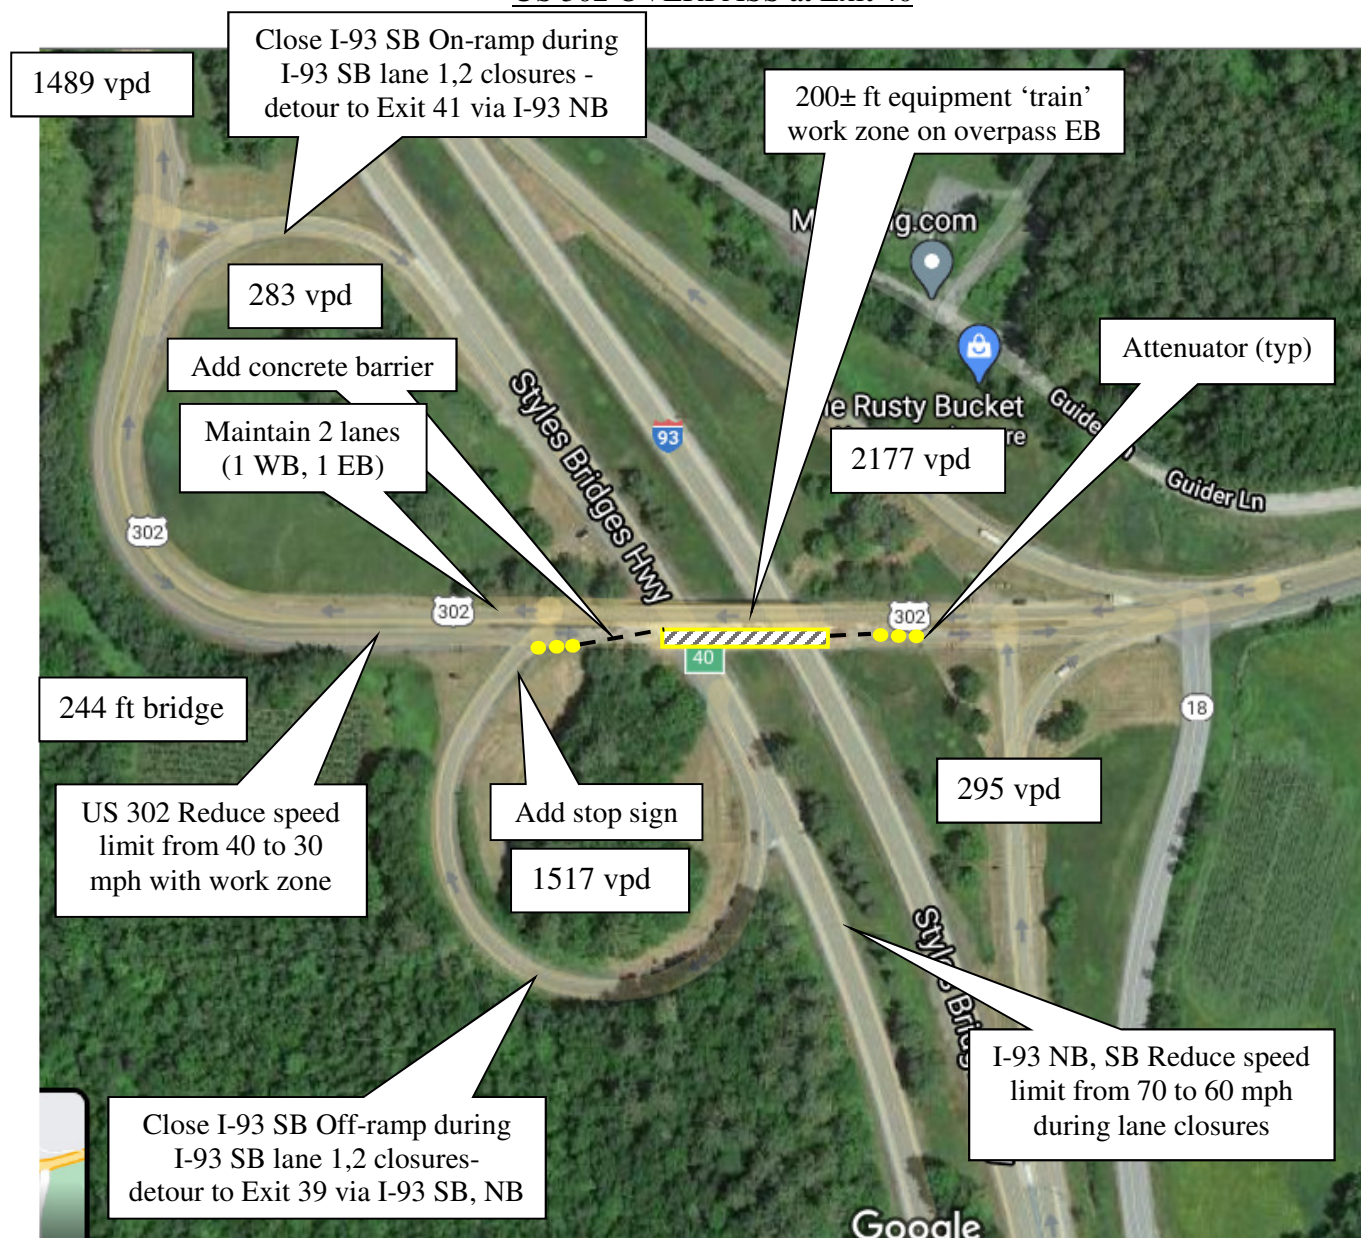 Close I-93 SB On-ramp during
I-93 SB lane 1,2 closures -
detour to Exit 41 via I-93 NB
1489 vpd
200± ft equipment ‘train’
work zone on overpass EB
283 vpd
Add concrete barrier
Maintain 2 lanes
(1 WB, 1 EB)
Attenuator (typ)
Rusty Bucket
2177 vpd
93
Styles Bridges Hwy
Guider Ln
302
302
302
40
18
244 ft bridge
US 302 Reduce speed
limit from 40 to 30
mph with work zone
Add stop sign
1517 vpd
295 vpd
I-93 NB, SB Reduce speed
limit from 70 to 60 mph
during lane closures
Close I-93 SB Off-ramp during
I-93 SB lane 1,2 closures-
detour to Exit 39 via I-93 SB, NB
Styles
Google